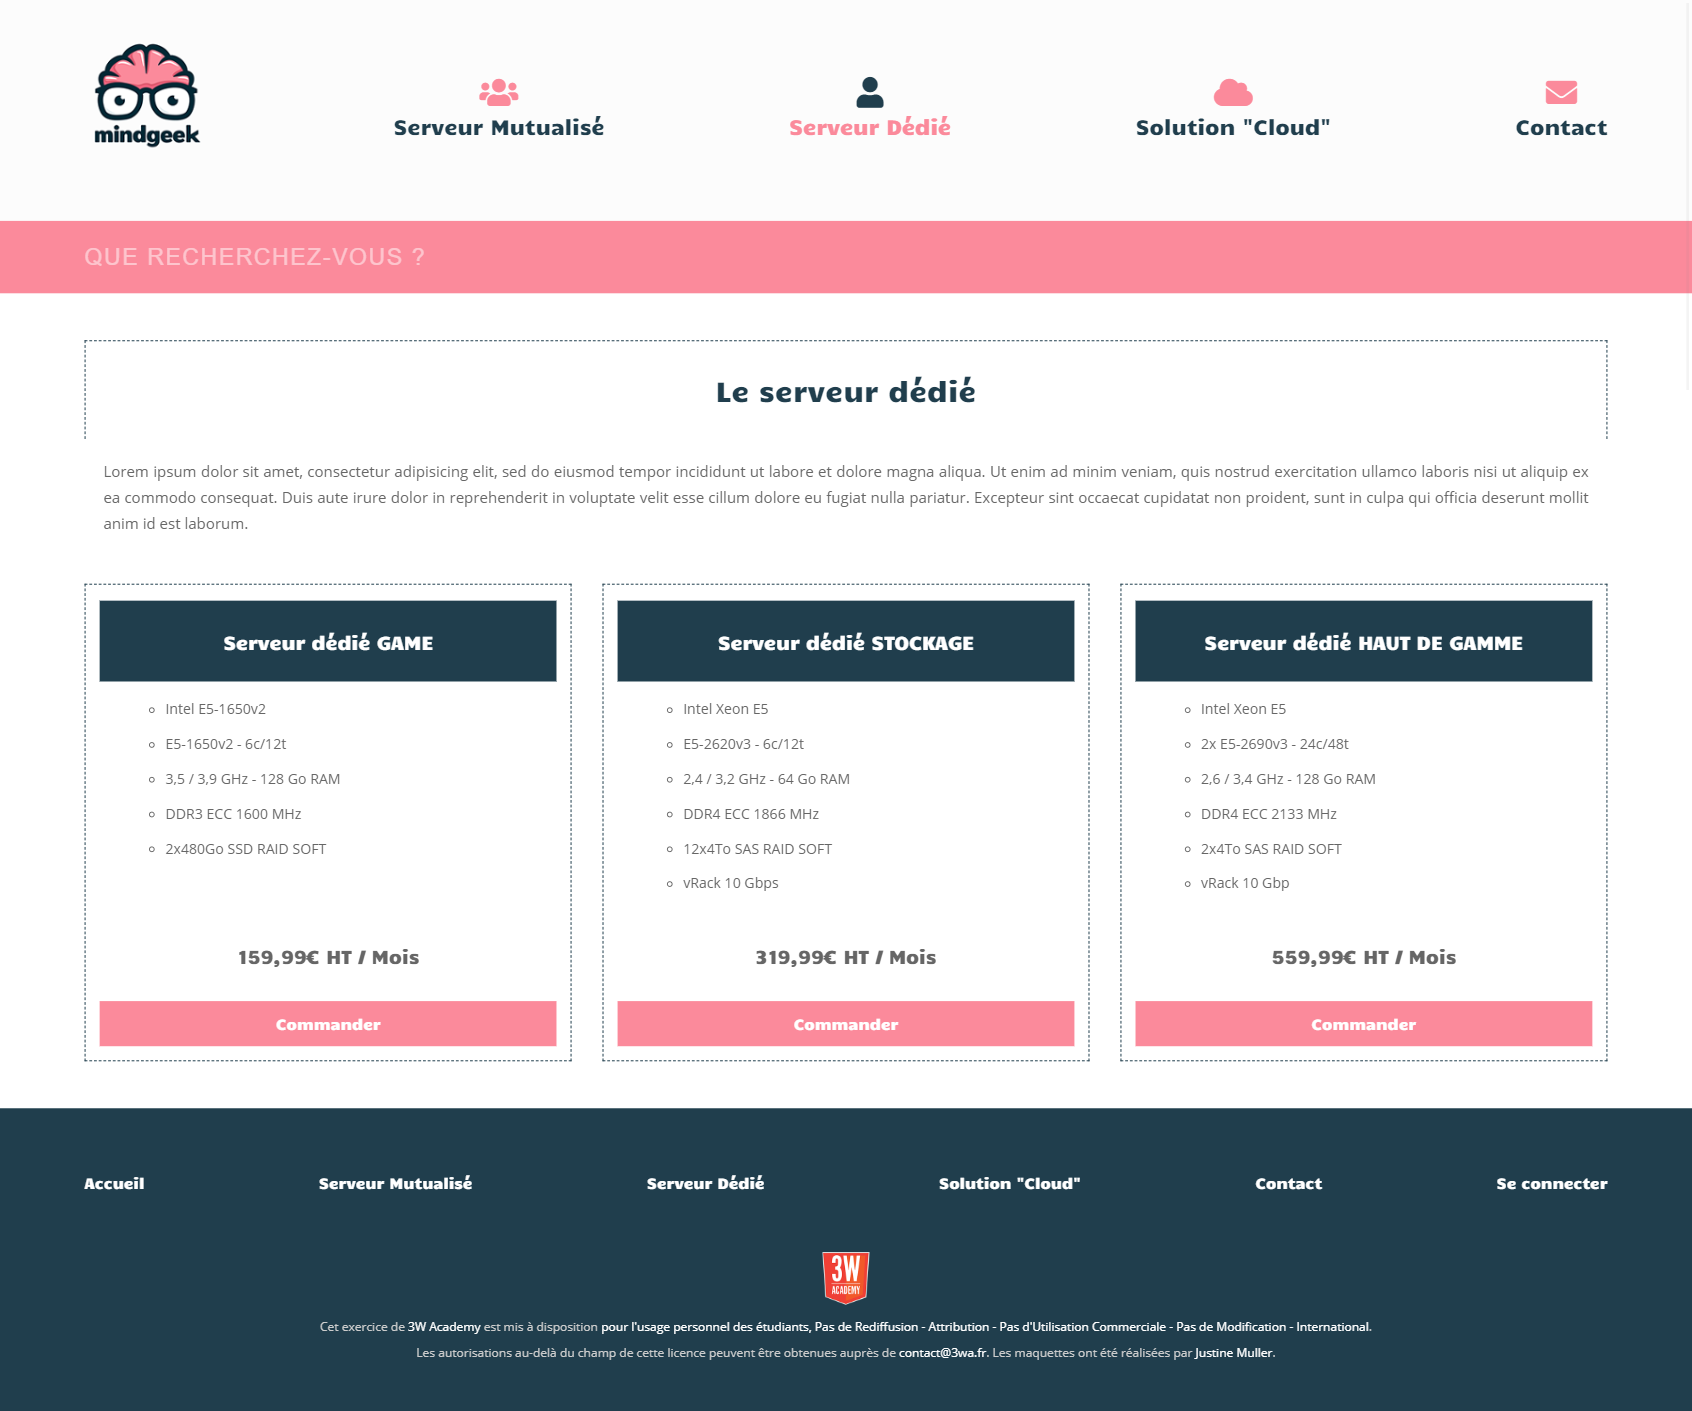 mindgeek
Serveur Mutualisé
Serveur Dédié
Solution "Cloud"
Contact
QUE RECHERCHEZ-VOUS ?
Le serveur dédié
Lorem ipsum dolor sit amet, consectetur adipisicing elit, sed do eiusmod tempor incididunt ut labore et dolore magna aliqua. Ut enim ad minim veniam, quis nostrud exercitation ullamco laboris nisi ut aliquip ex
ea commodo consequat. Duis aute irure dolor in reprehenderit in voluptate velit esse cillum dolore eu fugiat nulla pariatur. Excepteur sint occaecat cupidatat non proident, sunt in culpa qui officia deserunt mollit
anim id est laborum.
Serveur dédié GAME
Intel E5-1650v2
E5-1650v2 - 6c/12t
3,5 / 3,9 GHz - 128 Go RAM
DDR3 ECC 1600 MHz
2x480Go SSD RAID SOFT
159,99€ HT / Mois
Commander
Serveur dédié STOCKAGE
Intel Xeon E5
E5-2620v3 - 6c/12t
2,4 / 3,2 GHz - 64 Go RAM
DDR4 ECC 1866 MHz
12x4To SAS RAID SOFT
vRack 10 Gbps
319,99€ HT / Mois
Commander
Serveur dédié HAUT DE GAMME
Intel Xeon E5
2x E5-2690v3 - 24c/48t
2,6 / 3,4 GHz - 128 Go RAM
DDR4 ECC 2133 MHz
2x4To SAS RAID SOFT
vRack 10 Gbp
559,99€ HT / Mois
Commander
Accueil
Serveur Mutualisé
Serveur Dédié
Solution "Cloud"
Contact
Se connecter
3W
ACADEMY
Cet exercice de 3W Academy est mis à disposition pour l'usage personnel des étudiants, Pas de Rediffusion - Attribution - Pas d'Utilisation Commerciale - Pas de Modification - International.
Les autorisations au-delà du champ de cette licence peuvent être obtenues auprès de contact@3wa.fr. Les maquettes ont été réalisées par Justine Muller.